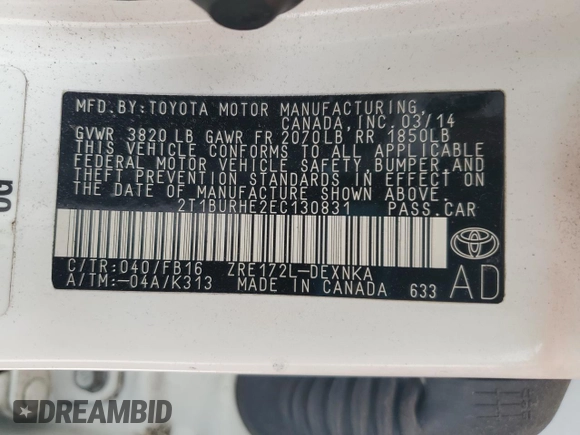 MFD.BY:TOYOTA MOTOR MANUFACTURING,
CANADA,INC.03/14
GVWR 3820LB GAWR FR 2070LB RR 1850LB
THIS VEHICLE CONFORMS TO ALL APPLICABLE
FEDERAL MOTOR VEHICLE SAFETY,BUMPER AND
THEFT PREVENTION STANDARDS IN EFFECT ON
THE DATE OF MANUFACTURE SHOWN ABOVE.
2T1BURHE2EC130831 PASS.CAR
C/TR:040/FB16 ZRE172L-DEXNKA
A/TM:-04A/K313 MADE IN CANADA 633
TOYOTA
AD
DREAMBID